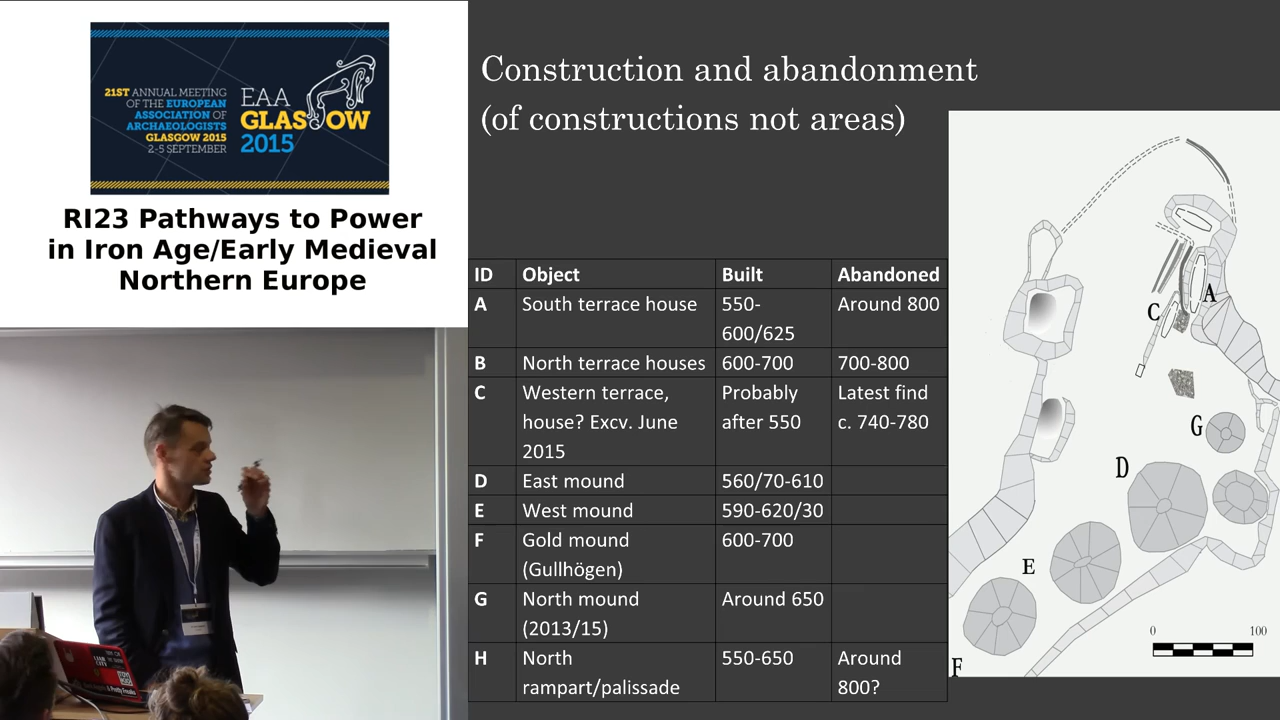 21ST ANNUAL MEETING
OF THE EUROPEAN
ASSOCIATION OF
ARCHAEOLOGISTS
GLASGOW 2015
2-5 SEPTEMBER
EAA
GLASGOW
2015
RI23 Pathways to Power
in Iron Age/Early Medieval
Northern Europe
Construction and abandonment
(of constructions not areas)
ID Object Built Abandoned
A South terrace house 550-600/625 Around 800
B North terrace houses 600-700 700-800
C Western terrace, house? Excv. June 2015 Probably after 550 Latest find c. 740-780
D East mound 560/70-610
E West mound 590-620/30
F Gold mound (Gullhögen) 600-700
G North mound (2013/15) Around 650
H North rampart/palissade 550-650 Around 800?
A
C
G
D
E
F
0 100